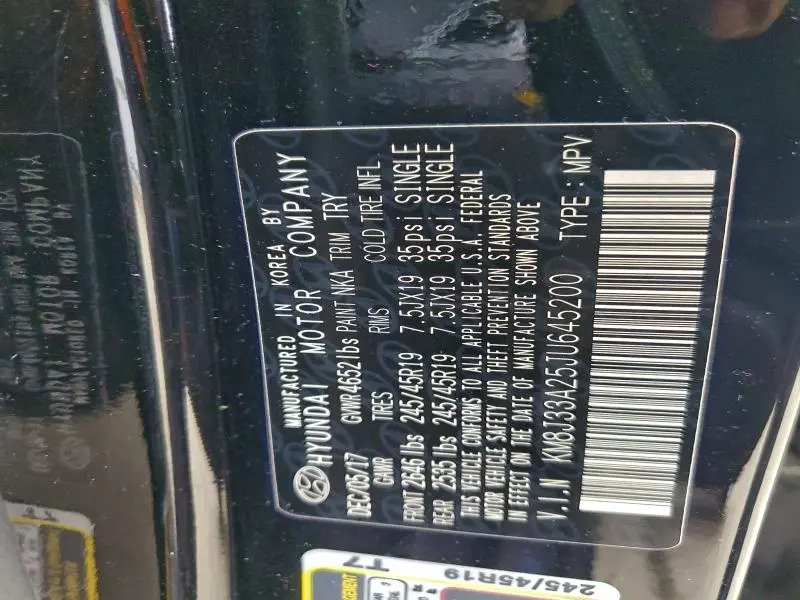 MANUFACTURED IN KOREA BY
HYUNDAI MOTOR COMPANY
DEC/05/17 GVWR 4652 lbs PAINT NKA TRIM TRY
GAWR TIRES RIMS COLD TIRE INFL.
FRONT 2646 lbs 245/45R19 7.5JX19 35psi SINGLE
REAR 2535 lbs 245/45R19 7.5JX19 35psi SINGLE
THIS VEHICLE CONFORMS TO ALL APPLICABLE U.S.A. FEDERAL
MOTOR VEHICLE SAFETY AND THEFT PREVENTION STANDARDS
IN EFFECT ON THE DATE OF MANUFACTURE SHOWN ABOVE
V.I.N KM8J33A25JU645200 TYPE : MPV
T7
245/45R19